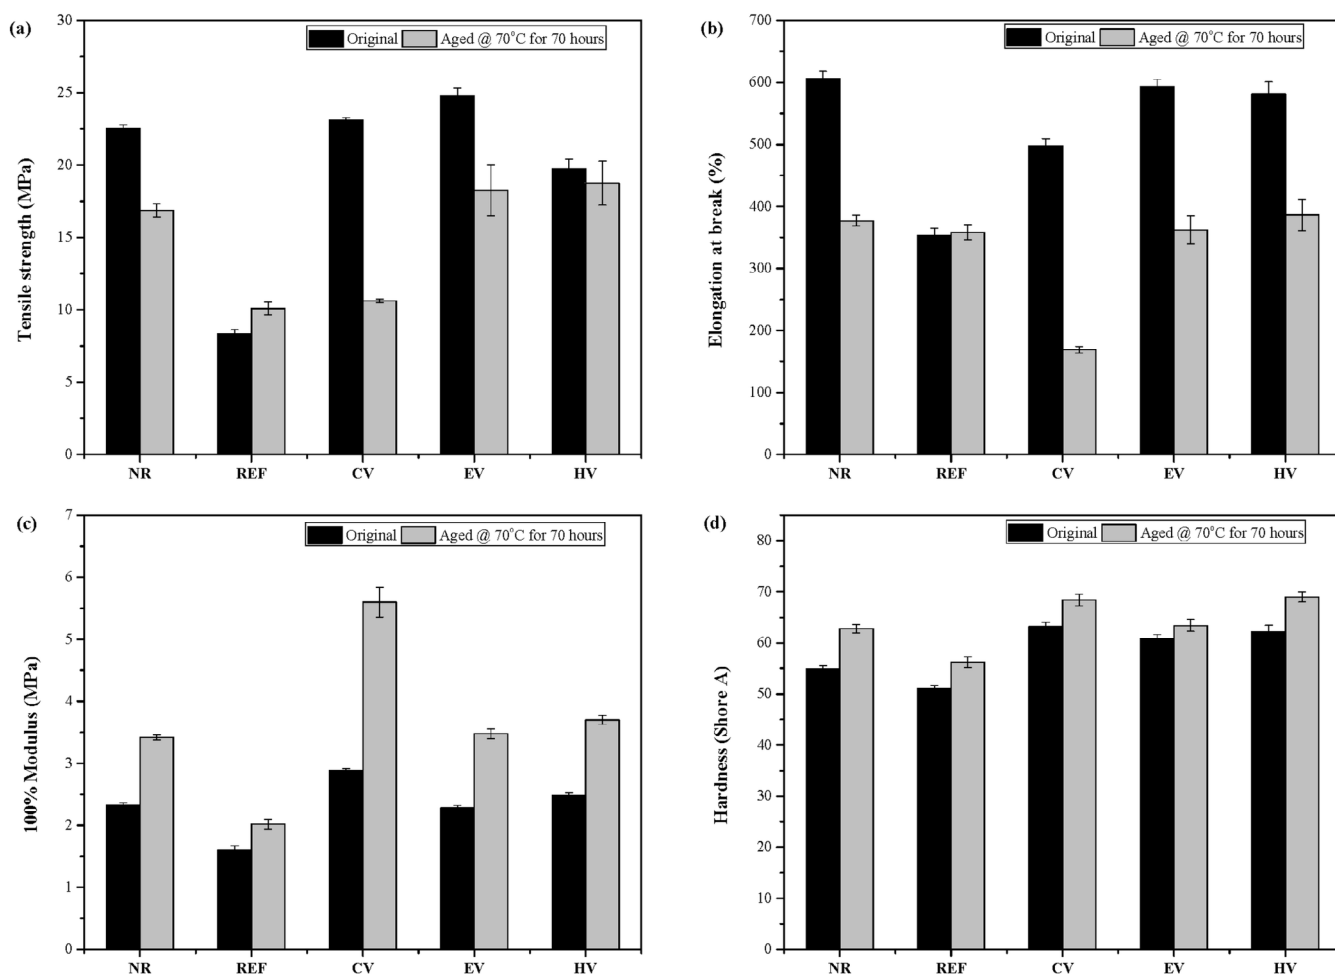 (a)
Original
Aged @ 70°C for 70 hours
Tensile strength (MPa)
30
25
20
15
10
5
0
NR REF CV EV HV
(b)
Original
Aged @ 70°C for 70 hours
Elongation at break (%)
700
600
500
400
300
200
100
0
NR REF CV EV HV
(c)
Original
Aged @ 70°C for 70 hours
100% Modulus (MPa)
7
6
5
4
3
2
1
0
NR REF CV EV HV
(d)
Original
Aged @ 70°C for 70 hours
Hardness (Shore A)
80
70
60
50
40
30
20
10
0
NR REF CV EV HV